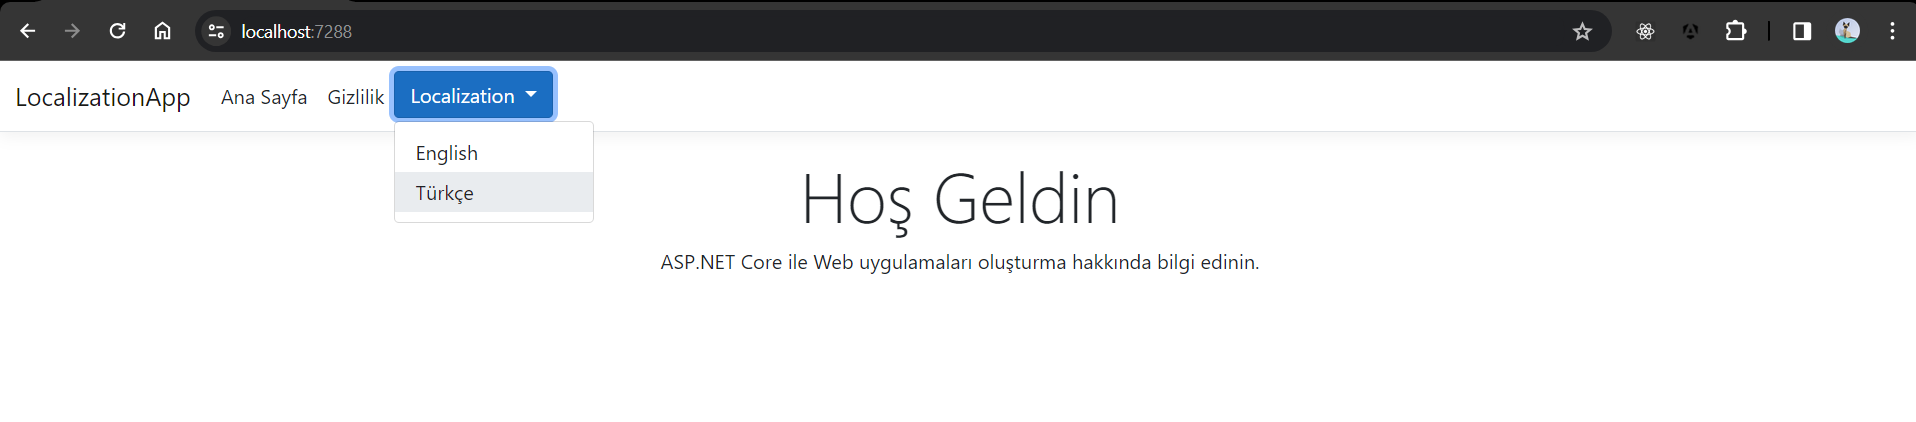 localhost:7288
LocalizationApp Ana Sayfa Gizlilik Localization
English
Türkçe
Hoş Geldin
ASP.NET Core ile Web uygulamaları oluşturma hakkında bilgi edinin.